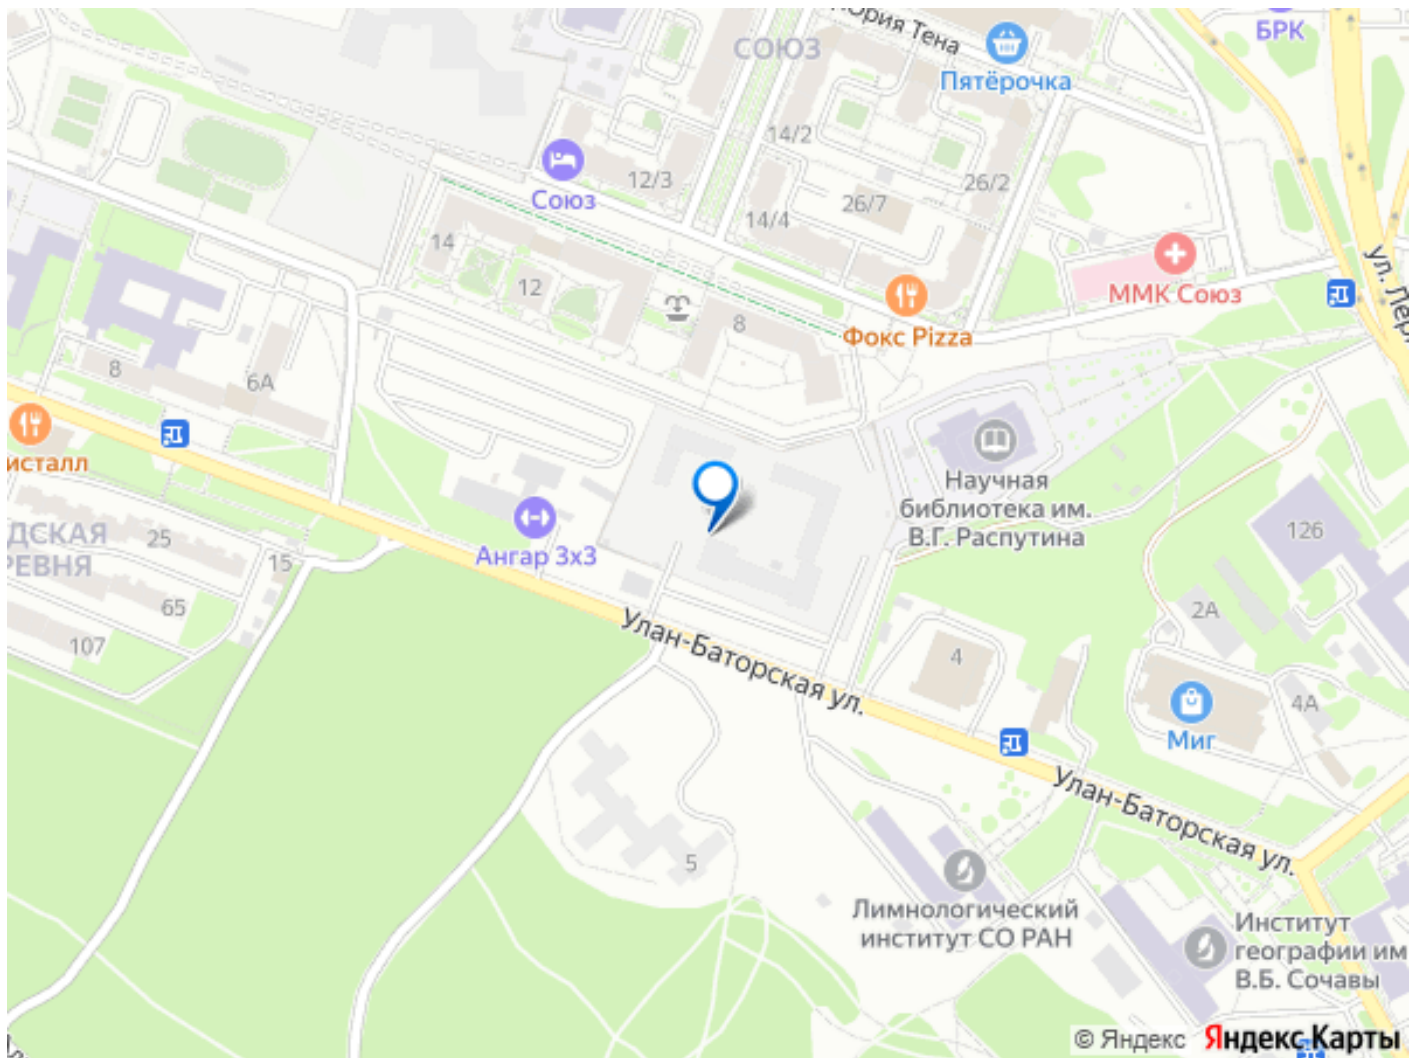 Юрия Тена
БРК
СОЮЗ
Пятёрочка
14/2
12/3
Союз
26/2
26/7
14/4
14
12
8
Фокс Pizza
ММК Союз
ул. Лер
8
6А
исталл
Научная
библиотека им.
В.Г. Распутина
Ангар 3х3
ДСКАЯ
РЕВНЯ
25
15
65
107
126
2А
4
4А
Миг
Улан-Баторская ул.
Улан-Баторская ул.
5
Лимнологический
институт СО РАН
Институт
географии им
В.Б. Сочавы
© Яндекс Яндекс Карты